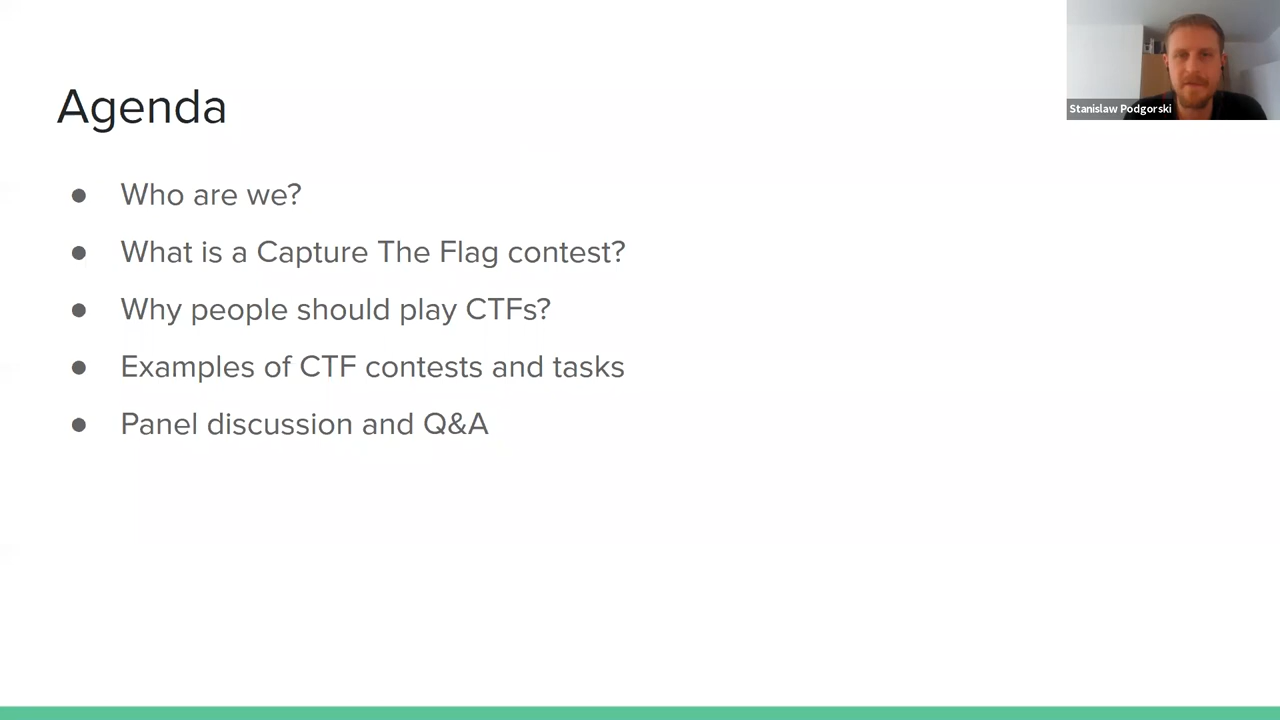 Agenda
● Who are we?
● What is a Capture The Flag contest?
● Why people should play CTFs?
● Examples of CTF contests and tasks
● Panel discussion and Q&A
Stanislaw Podgorski